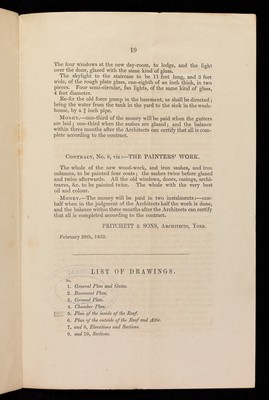 19
The four windows at the new day-room, to lodge, and the light
over the door, glazed with the same kind of glass.
The skylight to the staircase to be 11 feet long, and 3 feet
wide, of the rough plate glass, one-eighth of an inch thick, in two
pieces. Four semi-circular, fan lights, of the same kind of glass,
4 feet diameter.
Re-fix the old force pump in the basement, as shall be directed;
bring the water from the tank in the yard to the sink in the wash-
house, by a ¾ inch pipe.
MONEY.—one-third of the money will be paid when the gutters
are laid; one-third when the sashes are glazed; and the balance
within three months after the Architects can certify that all is com-
plete according to the contract.
CONTRACT, No. 8, viz:—THE PAINTERS' WORK.
The whole of the new wood-work, and iron sashes, and iron
columns, to be painted four coats; the sashes twice before glazed
and twice afterwards. All the old windows, doors, casings, archi-
traves, &c. to be painted twice. The whole with the very best
oil and colour.
MONEY.—The money will be paid in two instalments:—one-
half when in the judgment of the Architects half the work is done,
and the balance within three months after the Architects can certify
that all is completed according to the contract.
PRITCHETT & SONS, ARCHITECTS, YORK.
February 28th, 1852.
LIST OF DRAWINGS.
1. General Plan and Gates.
2. Basement Plan.
3. Ground Plan.
4. Chamber Plan.
5. Plan of the inside of the Roof.
6. Plan of the outside of the Roof and Attic.
7. and 8, Elevations and Sections.
9. and 10, Sections.